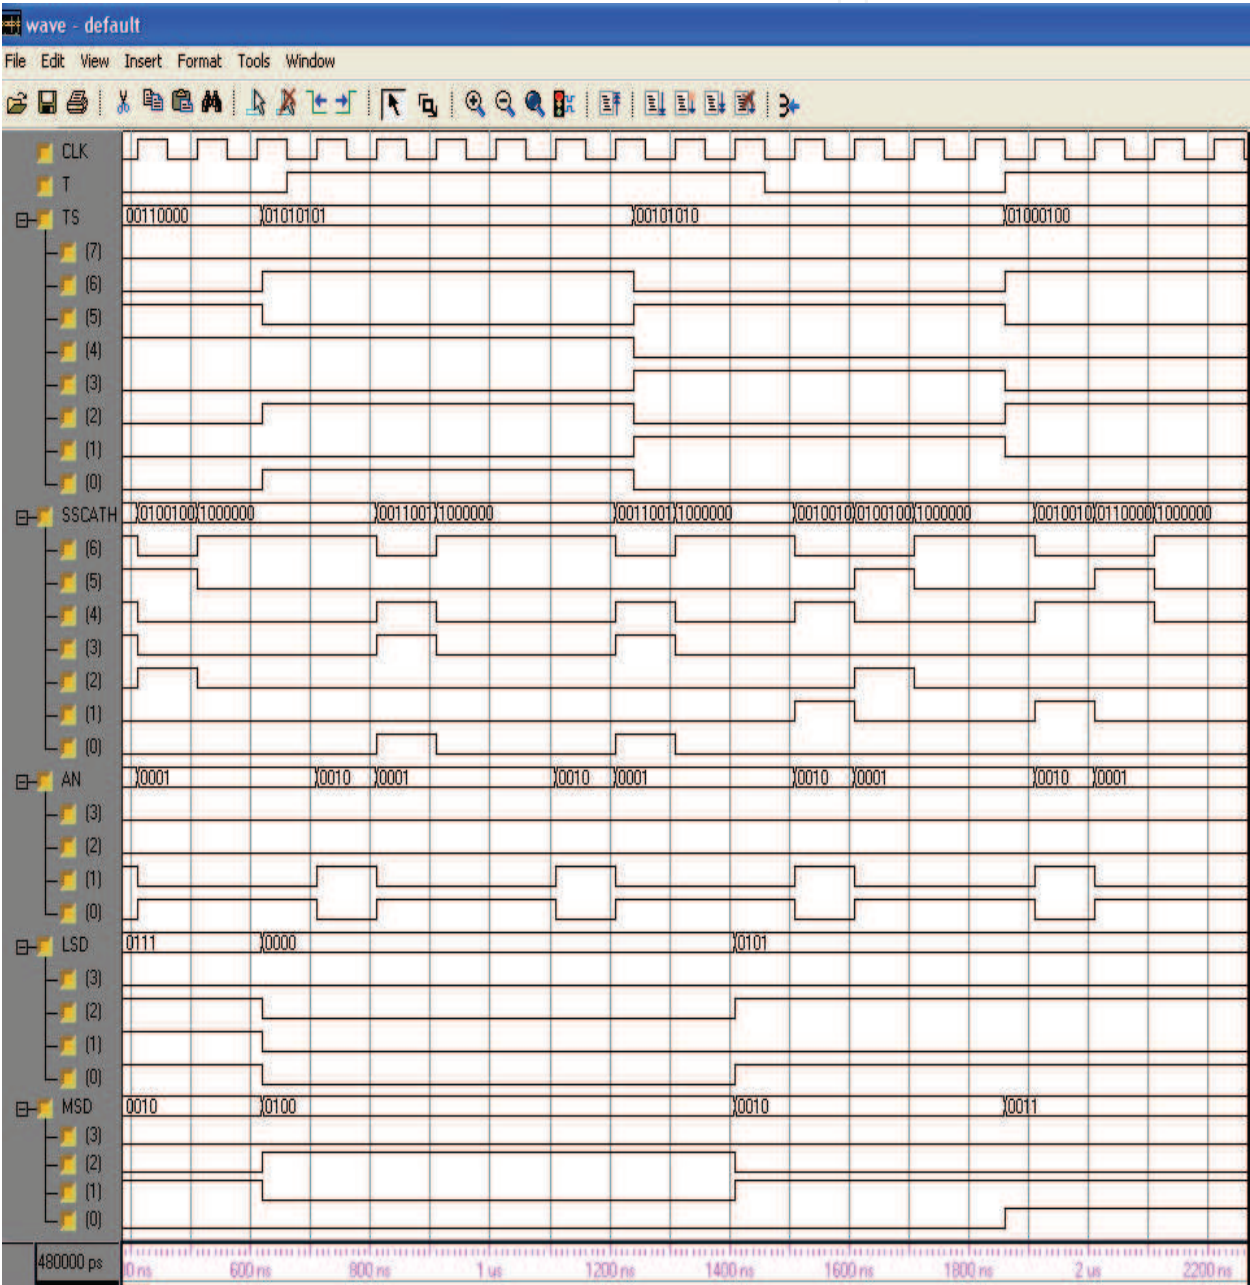 wave - default
File Edit View Insert Format Tools Window
CLK
T
TS 00110000 01010101 00101010 01000100
(7)
(6)
(5)
(4)
(3)
(2)
(1)
(0)
SSCATH 0100100 1000000 0011001 1000000 0011001 1000000 0010010 0100100 1000000 0010010 0110000 1000000
(6)
(5)
(4)
(3)
(2)
(1)
(0)
AN 0001 0010 0001 0010 0001 0010 0001 0010 0001
(3)
(2)
(1)
(0)
LSD 0111 0000 0101
(3)
(2)
(1)
(0)
MSD 0010 0100 0010 0011
(3)
(2)
(1)
(0)
480000 ps 600 ns 800 ns 1 us 1200 ns 1400 ns 1600 ns 1800 ns 2 us 2200 ns